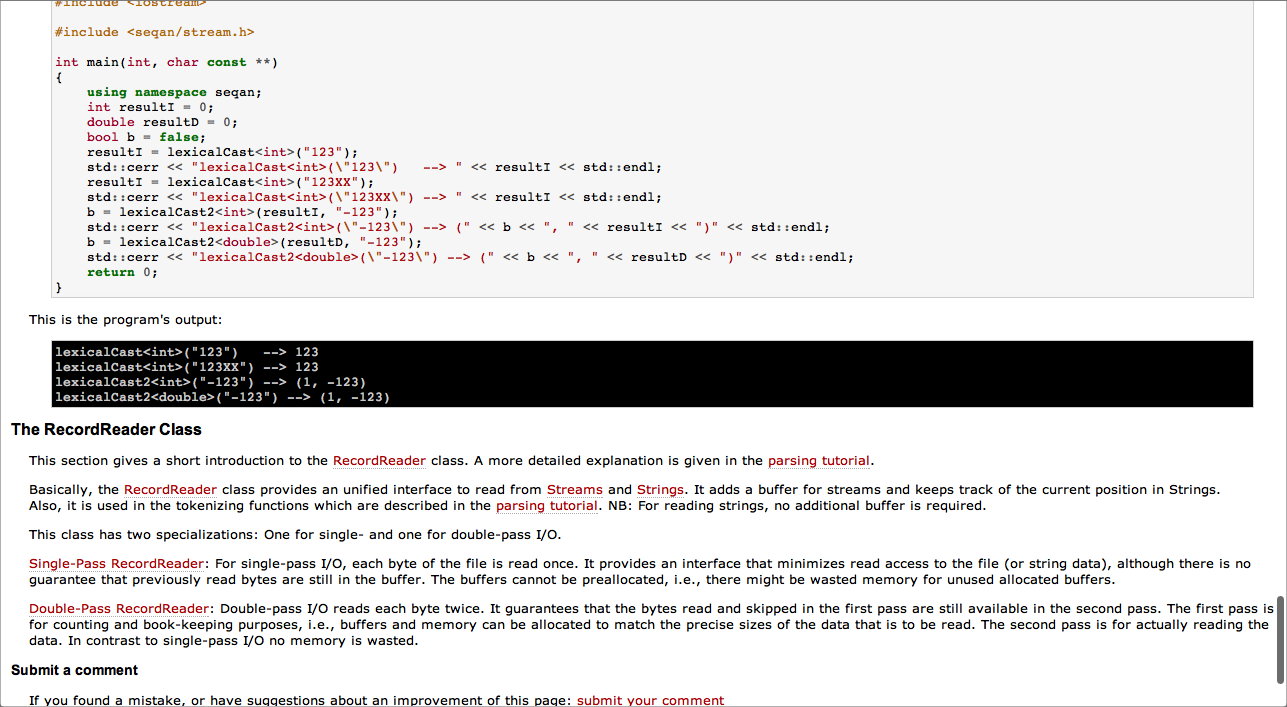 #include <iostream>
#include <seqan/stream.h>
int main(int, char const **)
{
    using namespace seqan;
    int resultI = 0;
    double resultD = 0;
    bool b = false;
    resultI = lexicalCast<int>("123");
    std::cerr << "lexicalCast<int>(\"123\")   --> " << resultI << std::endl;
    resultI = lexicalCast<int>("123XX");
    std::cerr << "lexicalCast<int>(\"123XX\") --> " << resultI << std::endl;
    b = lexicalCast2<int>(resultI, "-123");
    std::cerr << "lexicalCast2<int>(\"-123\") --> (" << b << ", " << resultI << ")" << std::endl;
    b = lexicalCast2<double>(resultD, "-123");
    std::cerr << "lexicalCast2<double>(\"-123\") --> (" << b << ", " << resultD << ")" << std::endl;
    return 0;
}
This is the program's output:
lexicalCast<int>("123")   --> 123
lexicalCast<int>("123XX") --> 123
lexicalCast2<int>("-123") --> (1, -123)
lexicalCast2<double>("-123") --> (1, -123)
The RecordReader Class
This section gives a short introduction to the RecordReader class. A more detailed explanation is given in the parsing tutorial.
Basically, the RecordReader class provides an unified interface to read from Streams and Strings. It adds a buffer for streams and keeps track of the current position in Strings.
Also, it is used in the tokenizing functions which are described in the parsing tutorial. NB: For reading strings, no additional buffer is required.
This class has two specializations: One for single- and one for double-pass I/O.
Single-Pass RecordReader: For single-pass I/O, each byte of the file is read once. It provides an interface that minimizes read access to the file (or string data), although there is no
guarantee that previously read bytes are still in the buffer. The buffers cannot be preallocated, i.e., there might be wasted memory for unused allocated buffers.
Double-Pass RecordReader: Double-pass I/O reads each byte twice. It guarantees that the bytes read and skipped in the first pass are still available in the second pass. The first pass is
for counting and book-keeping purposes, i.e., buffers and memory can be allocated to match the precise sizes of the data that is to be read. The second pass is for actually reading the
data. In contrast to single-pass I/O no memory is wasted.
Submit a comment
If you found a mistake, or have suggestions about an improvement of this page: submit your comment